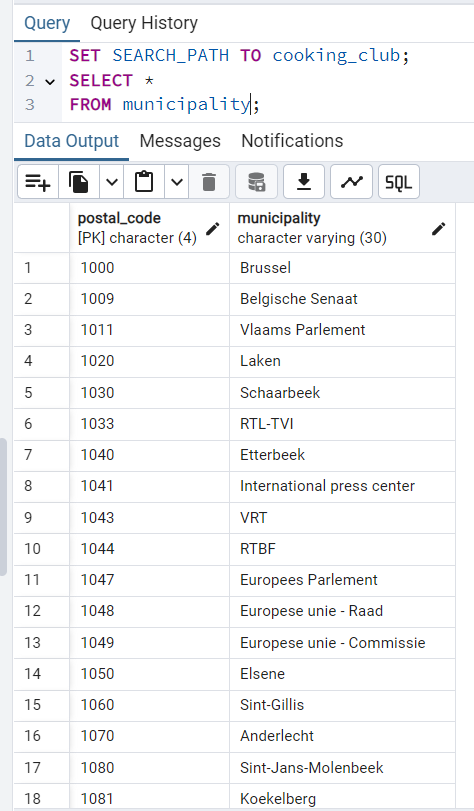 Query Query History
1 SET SEARCH_PATH TO cooking_club;
2 SELECT *
3 FROM municipality;
Data Output Messages Notifications
SQL
postal_code municipality
[PK] character (4) character varying (30)
1 1000 Brussel
2 1009 Belgische Senaat
3 1011 Vlaams Parlement
4 1020 Laken
5 1030 Schaarbeek
6 1033 RTL-TVI
7 1040 Etterbeek
8 1041 International press center
9 1043 VRT
10 1044 RTBF
11 1047 Europees Parlement
12 1048 Europese unie - Raad
13 1049 Europese unie - Commissie
14 1050 Elsene
15 1060 Sint-Gillis
16 1070 Anderlecht
17 1080 Sint-Jans-Molenbeek
18 1081 Koekelberg